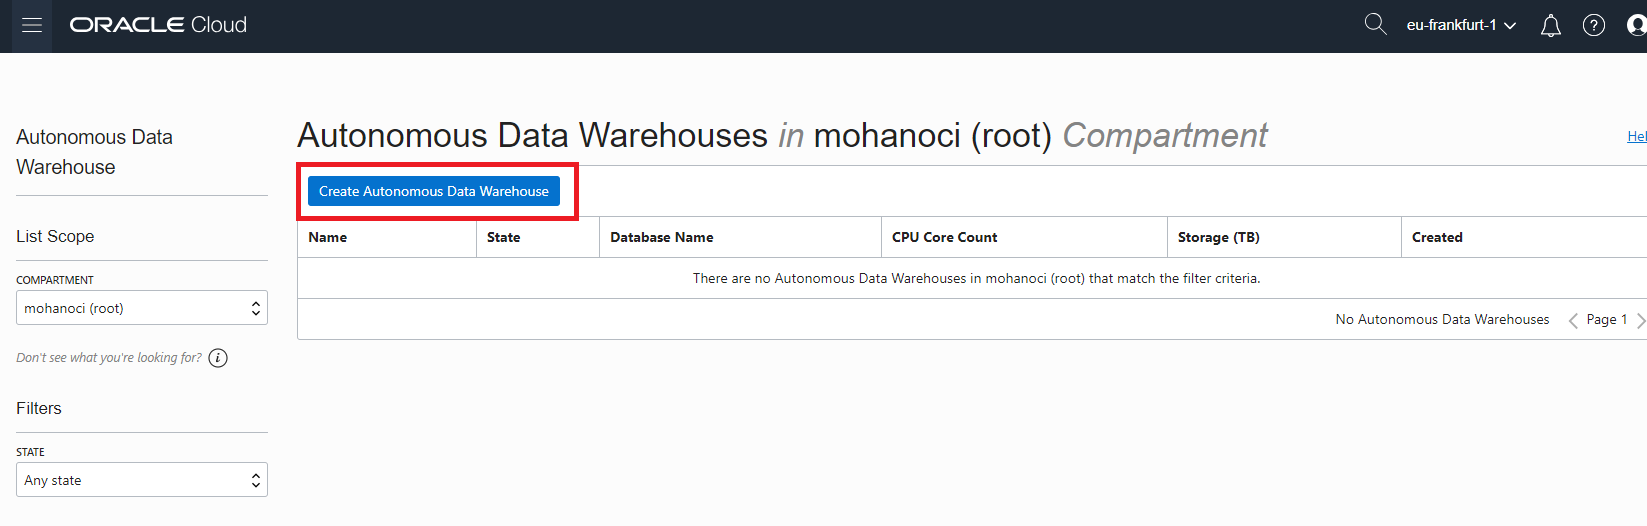 ORACLE Cloud
eu-frankfurt-1
Autonomous Data
Warehouse
List Scope
COMPARTMENT
mohanoci (root)
Don't see what you're looking for?
Filters
STATE
Any state
Autonomous Data Warehouses in mohanoci (root) Compartment
Hel
Create Autonomous Data Warehouse
Name State Database Name CPU Core Count Storage (TB) Created
There are no Autonomous Data Warehouses in mohanoci (root) that match the filter criteria.
No Autonomous Data Warehouses Page 1